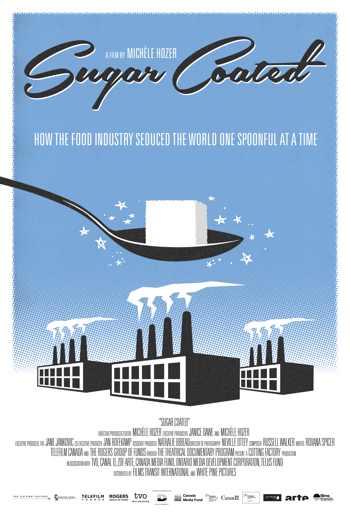 A FILM BY MICHÈLE HOZER
Sugar Coated
HOW THE FOOD INDUSTRY SEDUCED THE WORLD ONE SPOONFUL AT A TIME
"SUGAR COATED"
DIRECTOR/PRODUCER/EDITOR MICHÈLE HOZER EXECUTIVE PRODUCERS JANICE DAWE AND MICHÈLE HOZER
EXECUTIVE PRODUCER, TVO JANE JANKOVIC CO-EXECUTIVE PRODUCER JAN ROFEKAMP ASSOCIATE PRODUCER NATHALIE BIBEAU DIRECTOR OF PHOTOGRAPHY NEVILLE OTTEY COMPOSER RUSSELL WALKER WRITER ROXANA SPICER
TELEFILM CANADA AND THE ROGERS GROUP OF FUNDS THROUGH THE THEATRICAL DOCUMENTARY PROGRAM PRESENT A CUTTING FACTORY PRODUCTION
IN ASSOCIATION WITH TVO, CANAL D, ZDF ARTE, CANADA MEDIA FUND, ONTARIO MEDIA DEVELOPMENT CORPORATION, TELUS FUND
DISTRIBUTED BY FILMS TRANSIT INTERNATIONAL AND WHITE PINE PICTURES
TELEFILM CANADA ROGERS tvo Canada Media Fund Canada arte